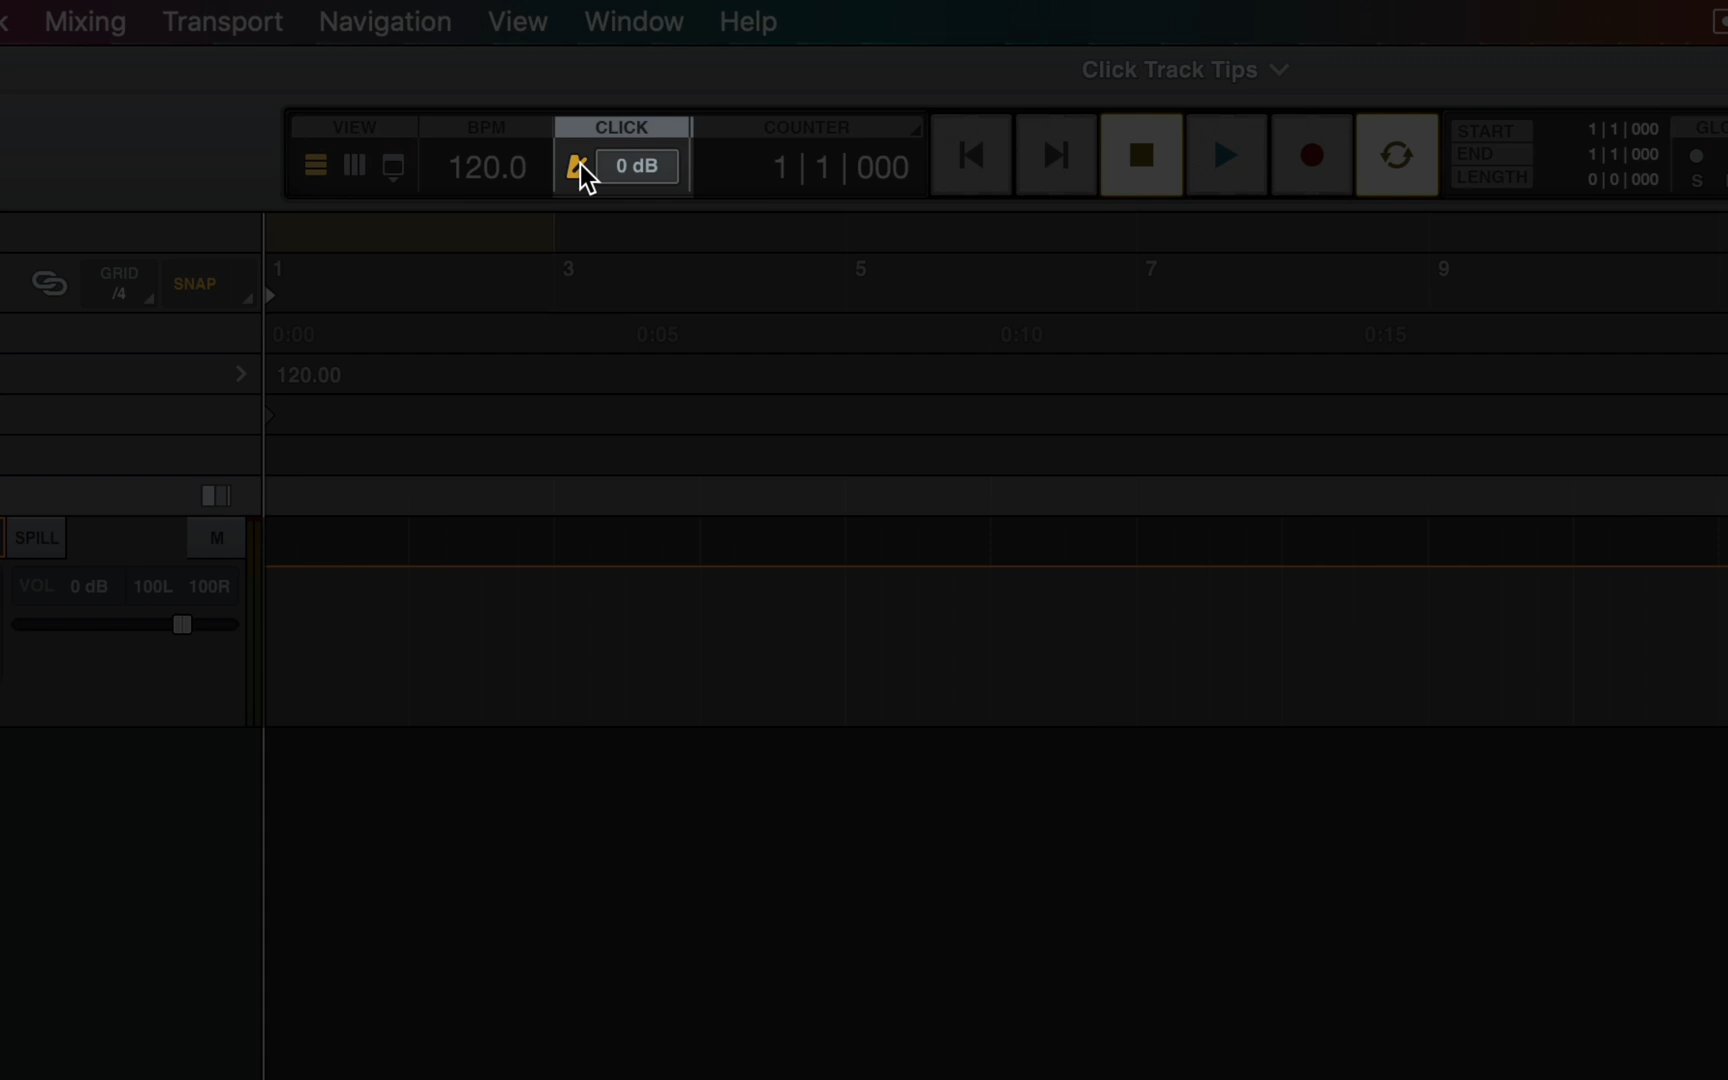 Mixing Transport Navigation View Window Help
Click Track Tips
VIEW BPM CLICK COUNTER
120.0 0 dB 1|1|000
START 1|1|000
END 1|1|000
LENGTH 0|0|000
S
GRID
/4
SNAP
1 3 5 7 9
0:00 0:05 0:10 0:15
120.00
SPILL M
VOL 0 dB 100L 100R